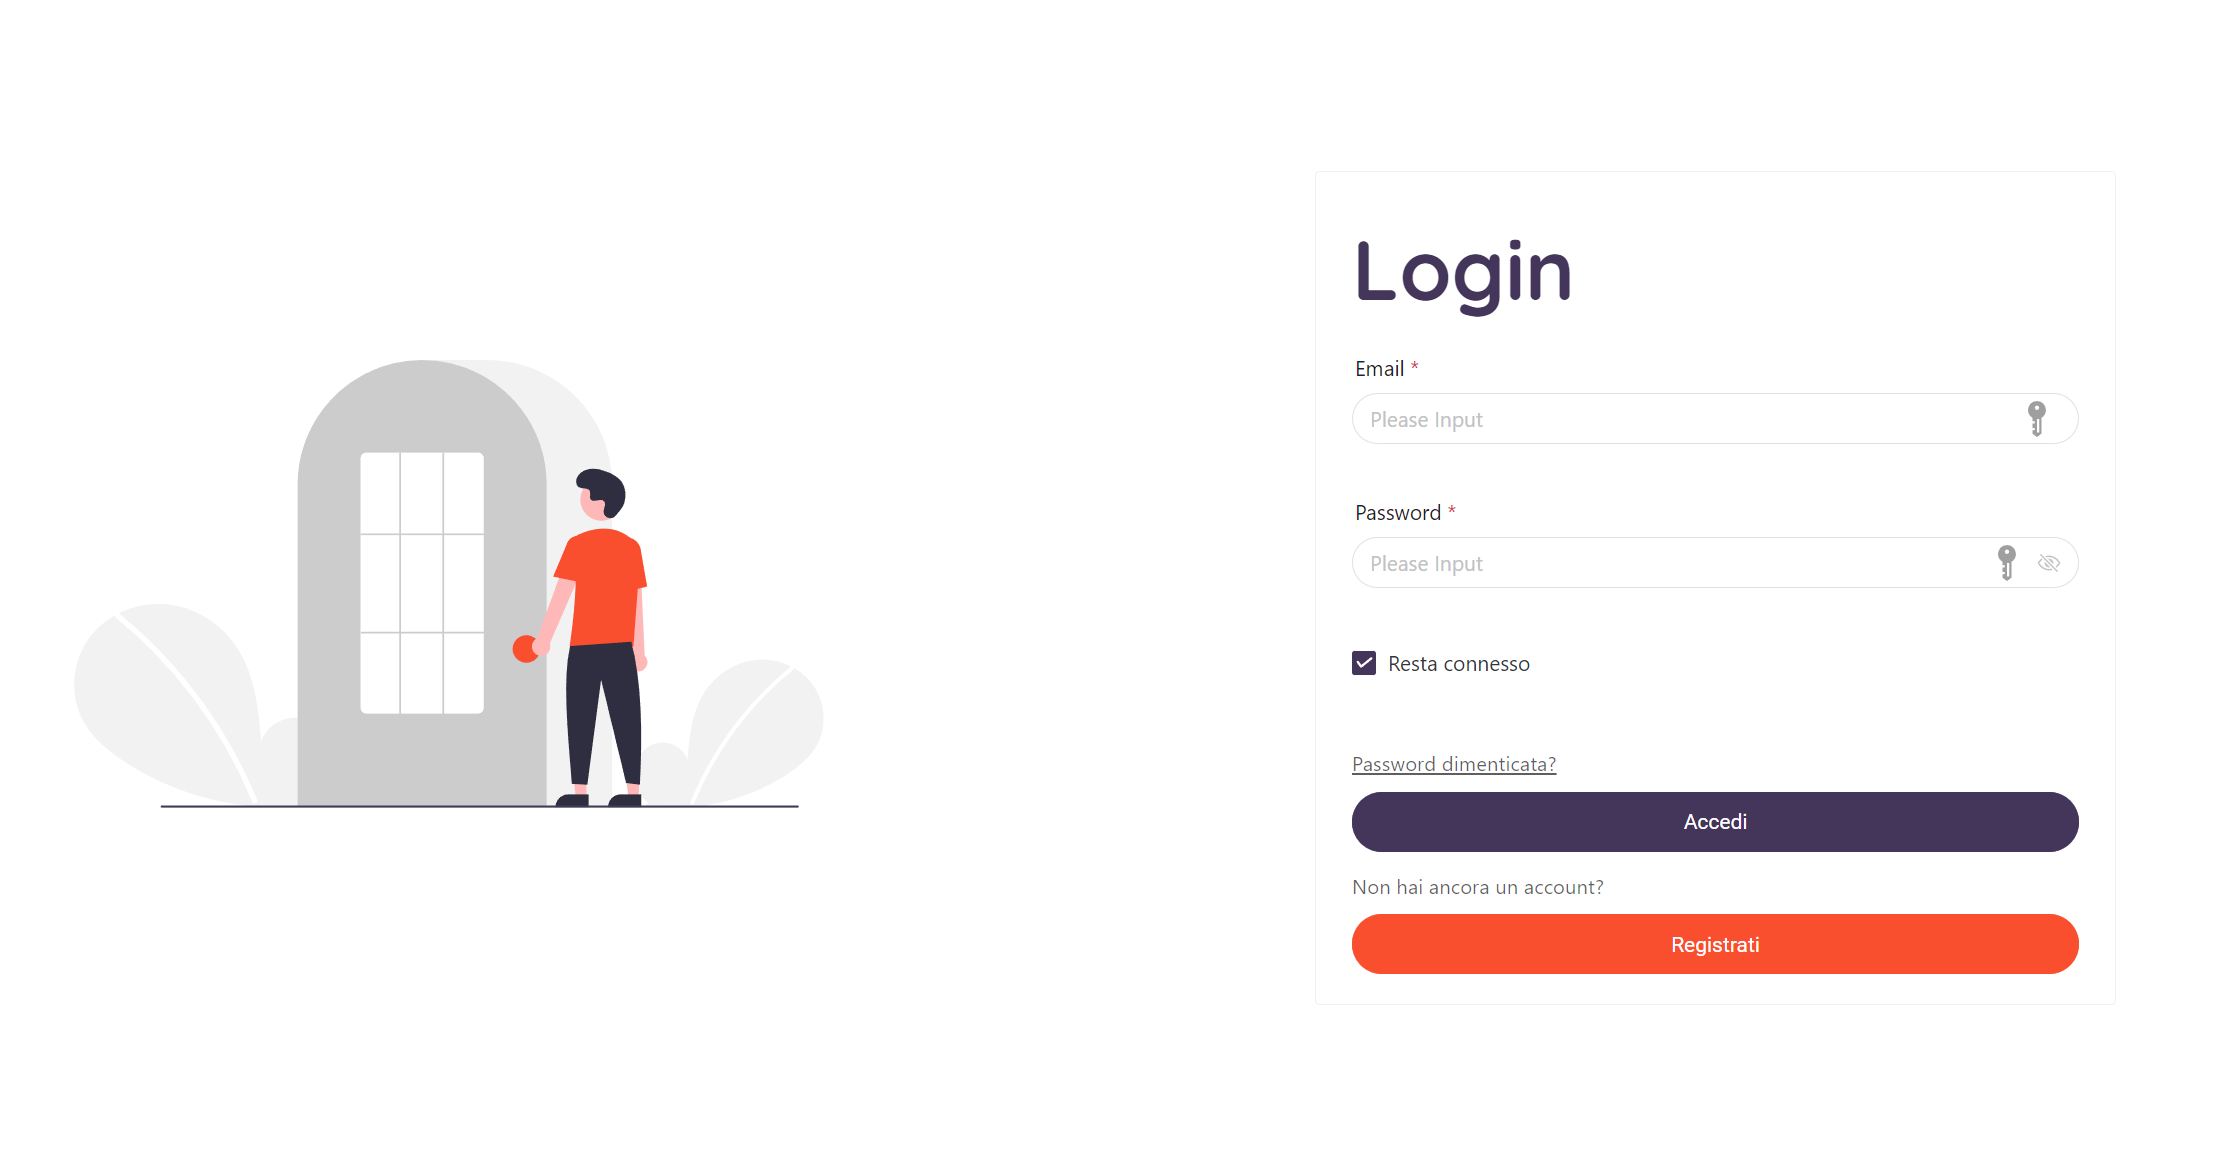 Login
Email *
Please Input
Password *
Please Input
Resta connesso
Password dimenticata?
Accedi
Non hai ancora un account?
Registrati